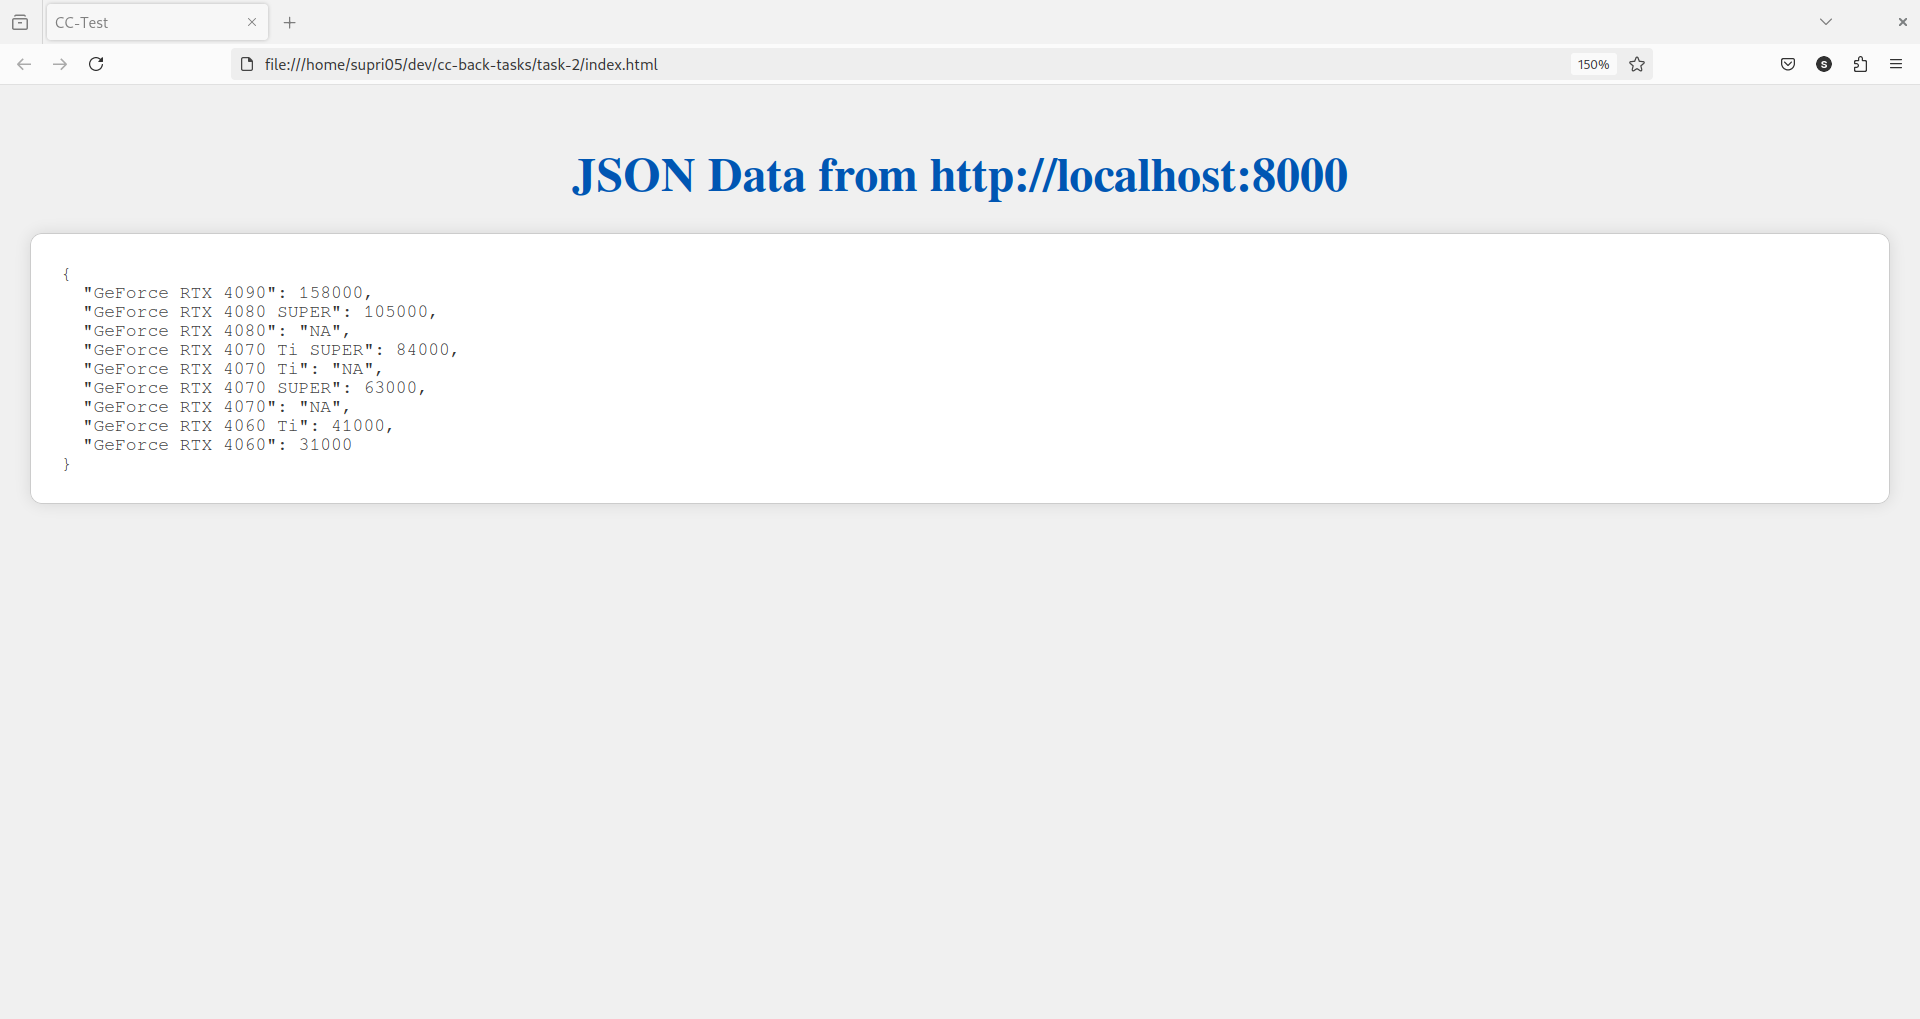 CC-Test
file:///home/supri05/dev/cc-back-tasks/task-2/index.html
150%
S
JSON Data from http://localhost:8000
{
  "GeForce RTX 4090": 158000,
  "GeForce RTX 4080 SUPER": 105000,
  "GeForce RTX 4080": "NA",
  "GeForce RTX 4070 Ti SUPER": 84000,
  "GeForce RTX 4070 Ti": "NA",
  "GeForce RTX 4070 SUPER": 63000,
  "GeForce RTX 4070": "NA",
  "GeForce RTX 4060 Ti": 41000,
  "GeForce RTX 4060": 31000
}